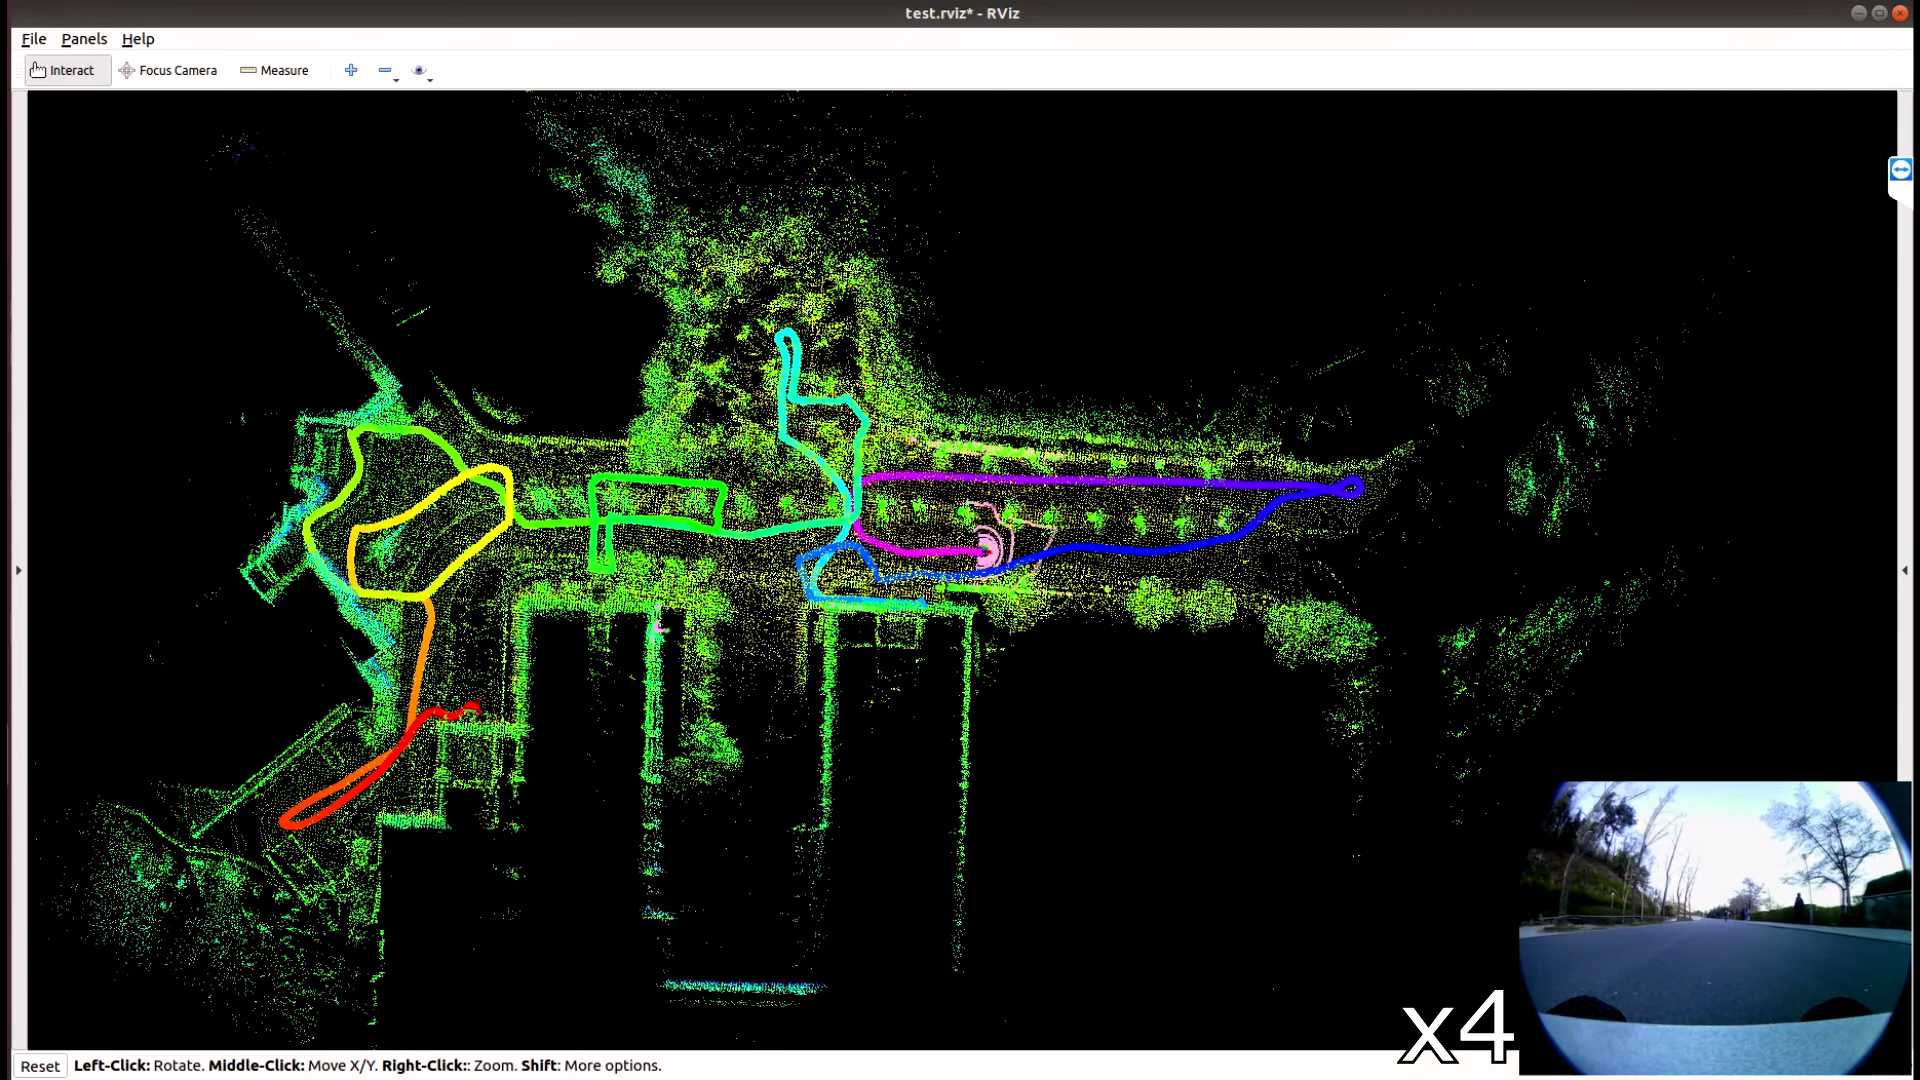 test.rviz* - RViz
File Panels Help
Interact Focus Camera Measure
x4
Reset Left-Click: Rotate. Middle-Click: Move X/Y. Right-Click:: Zoom. Shift: More options.